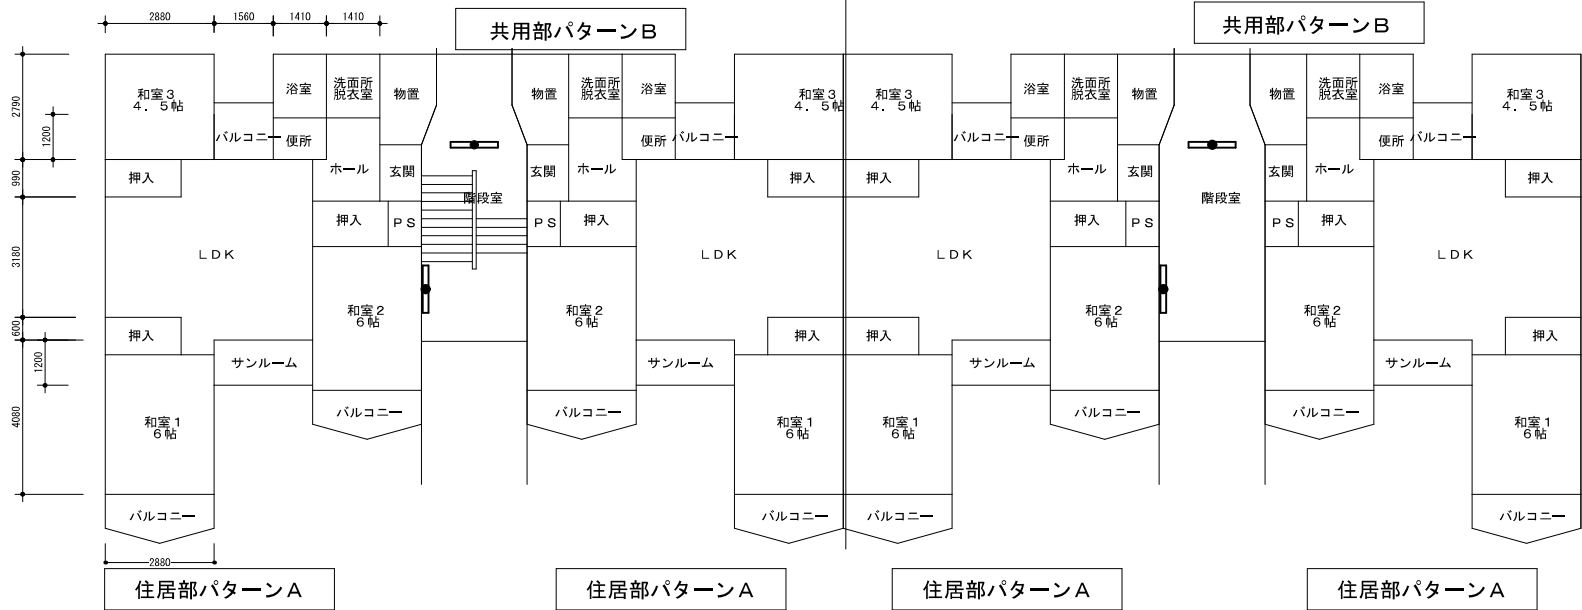 2880
1560
1410
1410
共用部パターンB
共用部パターンB
2790
1200
990
3180
600
1200
4080
和室3
4.5帖
浴室
洗面所
脱衣室
物置
物置
洗面所
脱衣室
浴室
和室3
4.5帖
和室3
4.5帖
浴室
洗面所
脱衣室
物置
物置
洗面所
脱衣室
浴室
和室3
4.5帖
バルコニー
便所
便所
バルコニー
バルコニー
便所
便所
バルコニー
押入
ホール
玄関
玄関
ホール
押入
押入
ホール
玄関
玄関
ホール
押入
階段室
階段室
押入
PS
PS
押入
押入
PS
PS
押入
LDK
LDK
LDK
LDK
和室2
6帖
和室2
6帖
和室2
6帖
和室2
6帖
押入
押入
押入
押入
サンルーム
サンルーム
サンルーム
サンルーム
バルコニー
バルコニー
バルコニー
バルコニー
和室1
6帖
和室1
6帖
和室1
6帖
和室1
6帖
バルコニー
バルコニー
バルコニー
バルコニー
2880
住居部パターンA
住居部パターンA
住居部パターンA
住居部パターンA